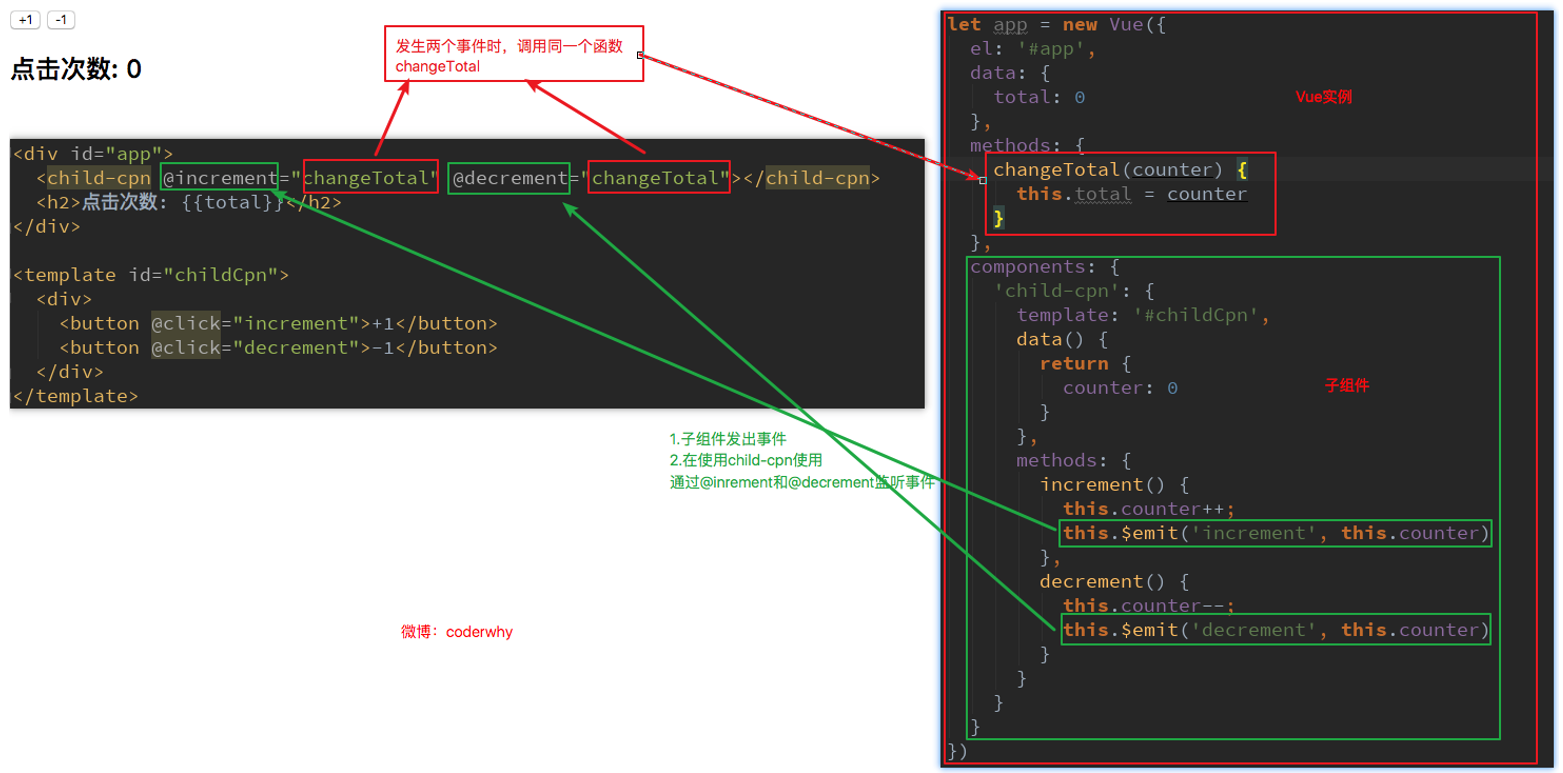 +1 -1
点击次数: 0
发生两个事件时，调用同一个函数
changeTotal
<div id="app">
<child-cpn @increment="changeTotal" @decrement="changeTotal"></child-cpn>
<h2>点击次数: {{total}}</h2>
</div>
<template id="childCpn">
<div>
<button @click="increment">+1</button>
<button @click="decrement">-1</button>
</div>
</template>
1.子组件发出事件
2.在使用child-cpn使用
通过@inrement和@decrement监听事件
微博：coderwhy
let app = new Vue({
el: '#app',
data: {
total: 0
},
Vue实例
methods: {
changeTotal(counter) {
this.total = counter
}
},
components: {
'child-cpn': {
template: '#childCpn',
data() {
return {
counter: 0
子组件
}
},
methods: {
increment() {
this.counter++;
this.$emit('increment', this.counter)
},
decrement() {
this.counter--;
this.$emit('decrement', this.counter)
}
}
}
}
})